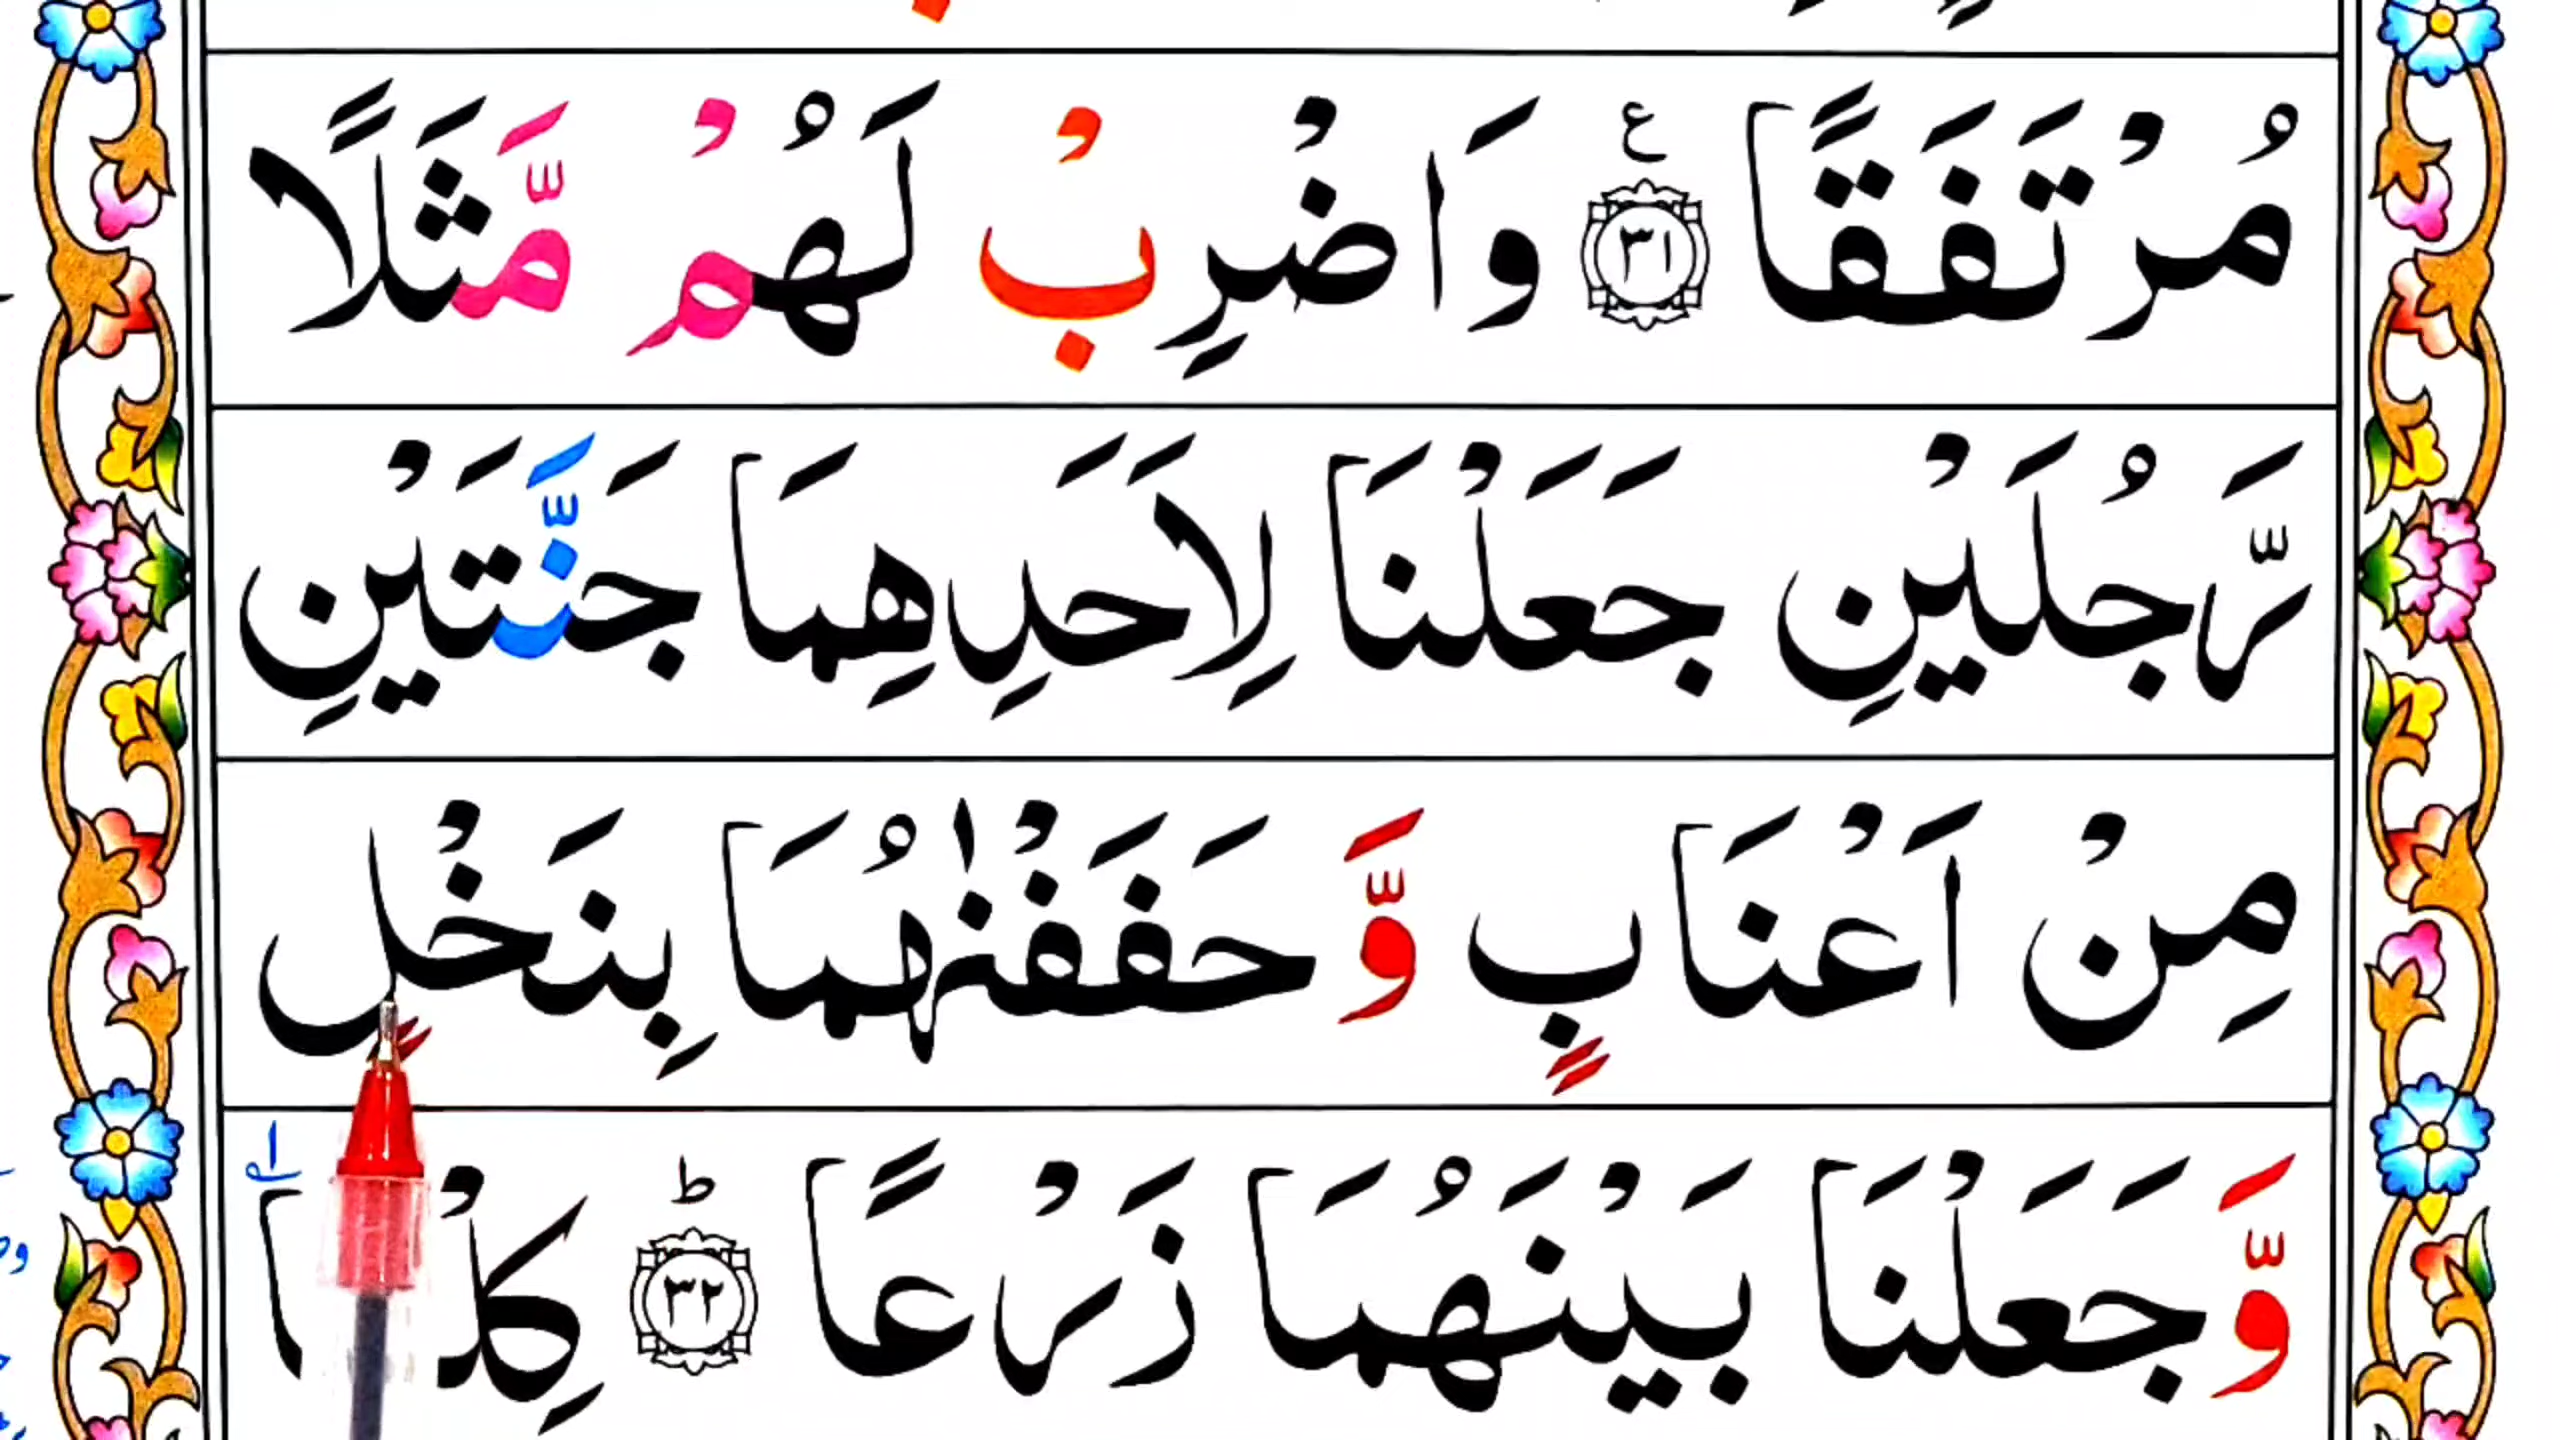 مُرْتَفَقًا ﴿٣١﴾ ع وَاضْرِبْ لَهُمْ مَّثَلًا
رَّجُلَيْنِ جَعَلْنَا لِاَحَدِهِمَا جَنَّتَيْنِ
مِنْ اَعْنَابٍ وَّ حَفَفْنٰهُمَا بِنَخْلٍ
وَّ جَعَلْنَا بَيْنَهُمَا زَرْعًا ﴿٣٢﴾ ط